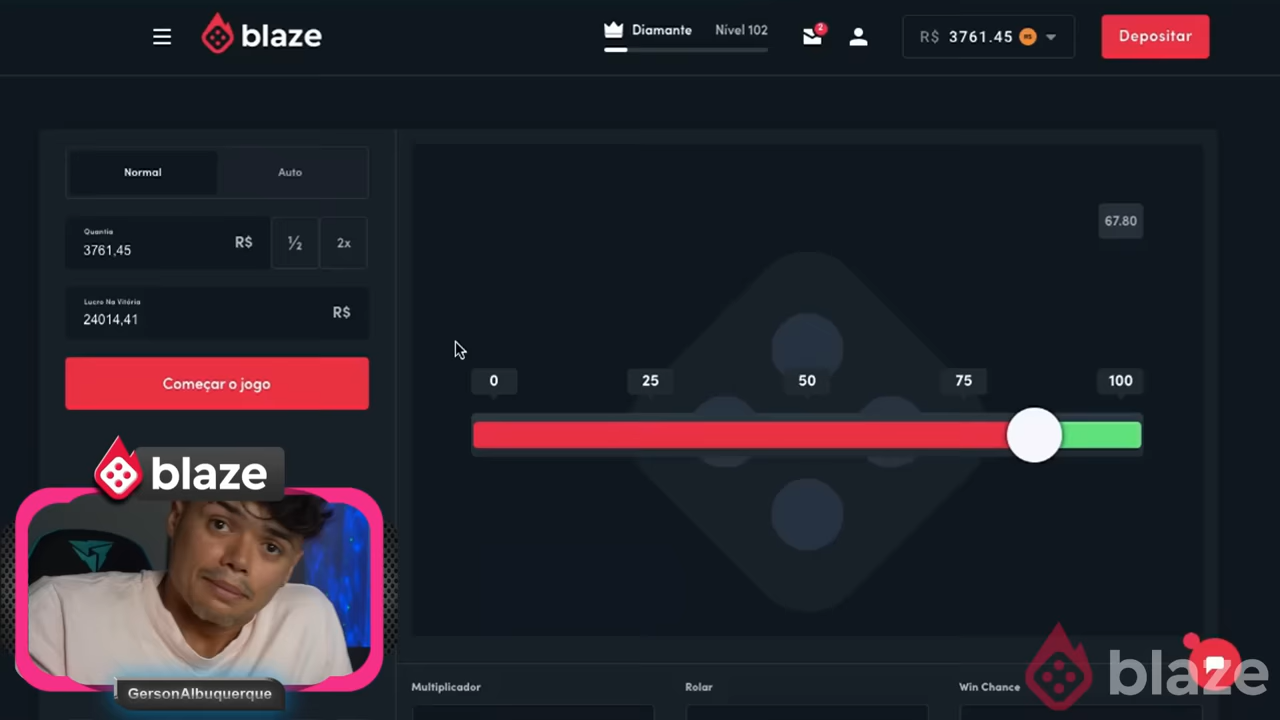 blaze
Diamante
Nível 102
2
R$ 3761.45 R$
Depositar
Normal
Auto
Quantia
3761,45
R$
½
2x
67.80
Lucro Na Vitória
24014,41
R$
Começar o jogo
0
25
50
75
100
blaze
GersonAlbuquerque
Multiplicador
Rolar
Win Chance
blaze